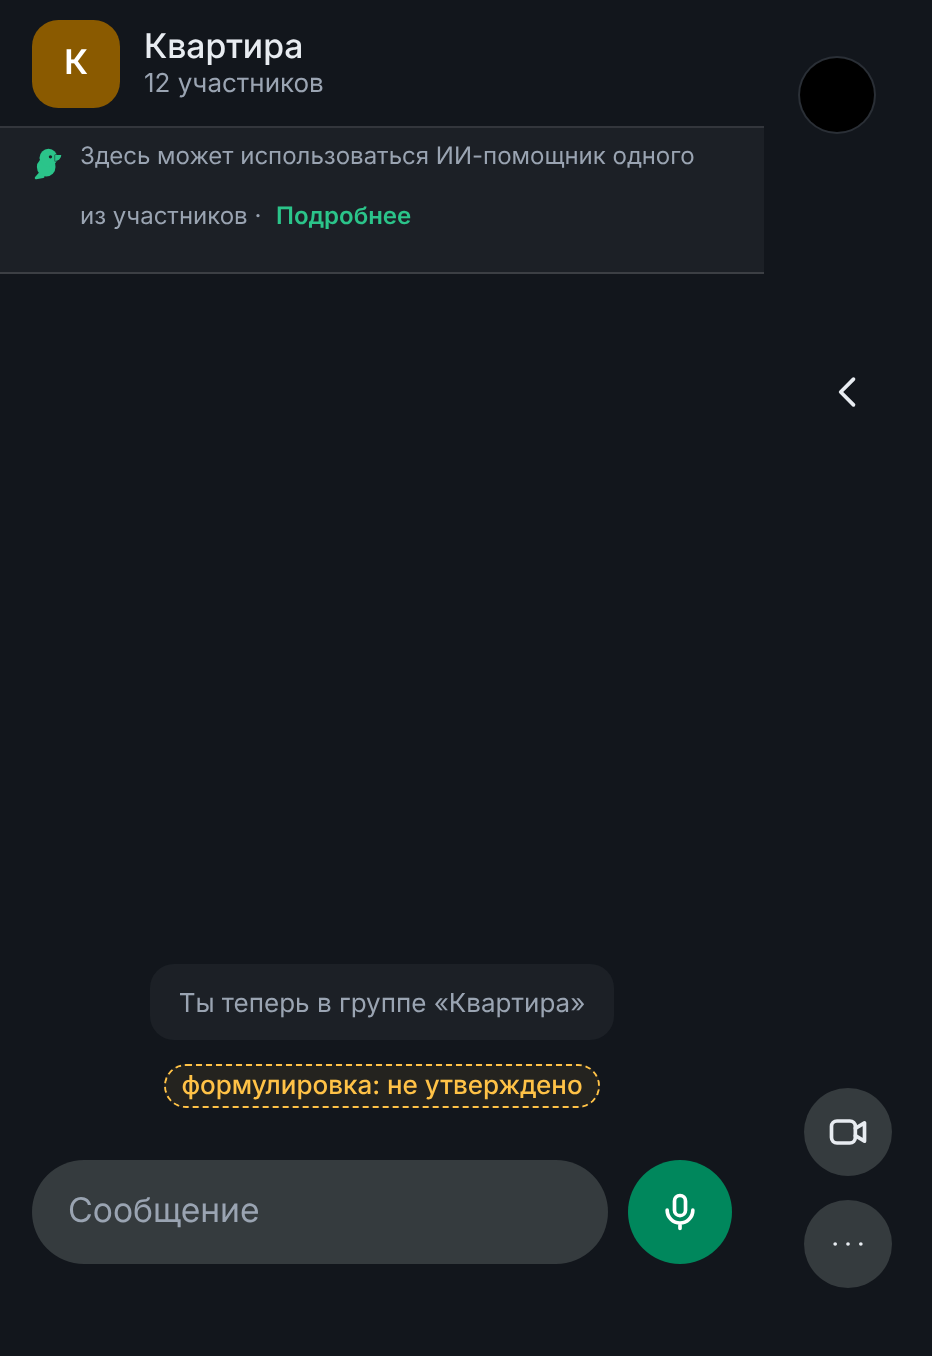 К
Квартира
12 участников
Здесь может использоваться ИИ-помощник одного
из участников · Подробнее
Ты теперь в группе «Квартира»
формулировка: не утверждено
Сообщение